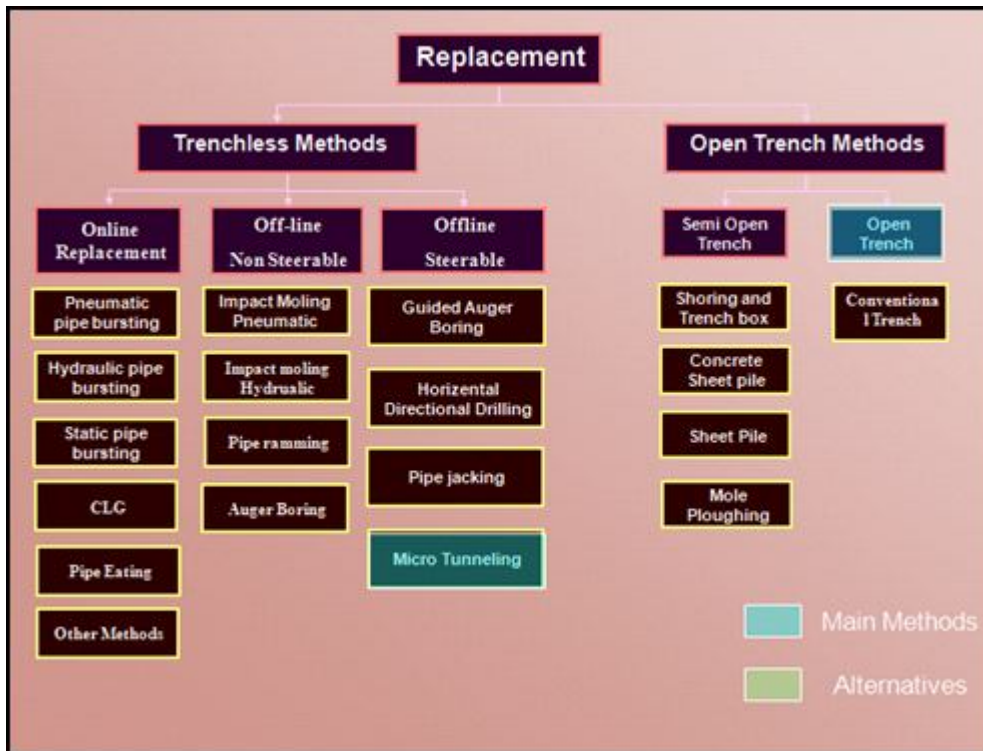 Replacement
Trenchless Methods
Open Trench Methods
Online
Replacement
Off-line
Non Steerable
Offline
Steerable
Semi Open
Trench
Open
Trench
Pneumatic
pipe bursting
Hydraulic pipe
bursting
Static pipe
bursting
CLG
Pipe Eating
Other Methods
Impact Moling
Pneumatic
Impact moling
Hydrualic
Pipe ramming
Auger Boring
Guided Auger
Boring
Horizental
Directional Drilling
Pipe jacking
Micro Tunneling
Shoring and
Trench box
Concrete
Sheet pile
Sheet Pile
Mole
Ploughing
Conventiona
l Trench
Main Methods
Alternatives